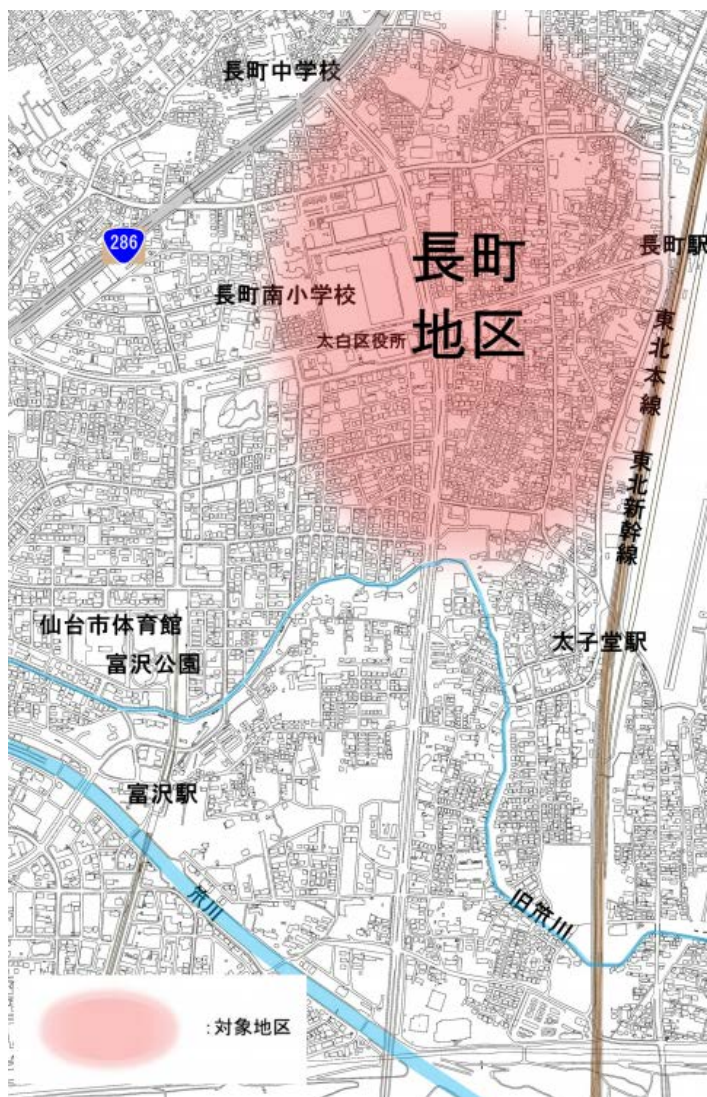 長町中学校
286
長町
地区
長町駅
長町南小学校
太白区役所
東北本線
東北新幹線
仙台市体育館
富沢公園
太子堂駅
富沢駅
笊川
旧笊川
:対象地区